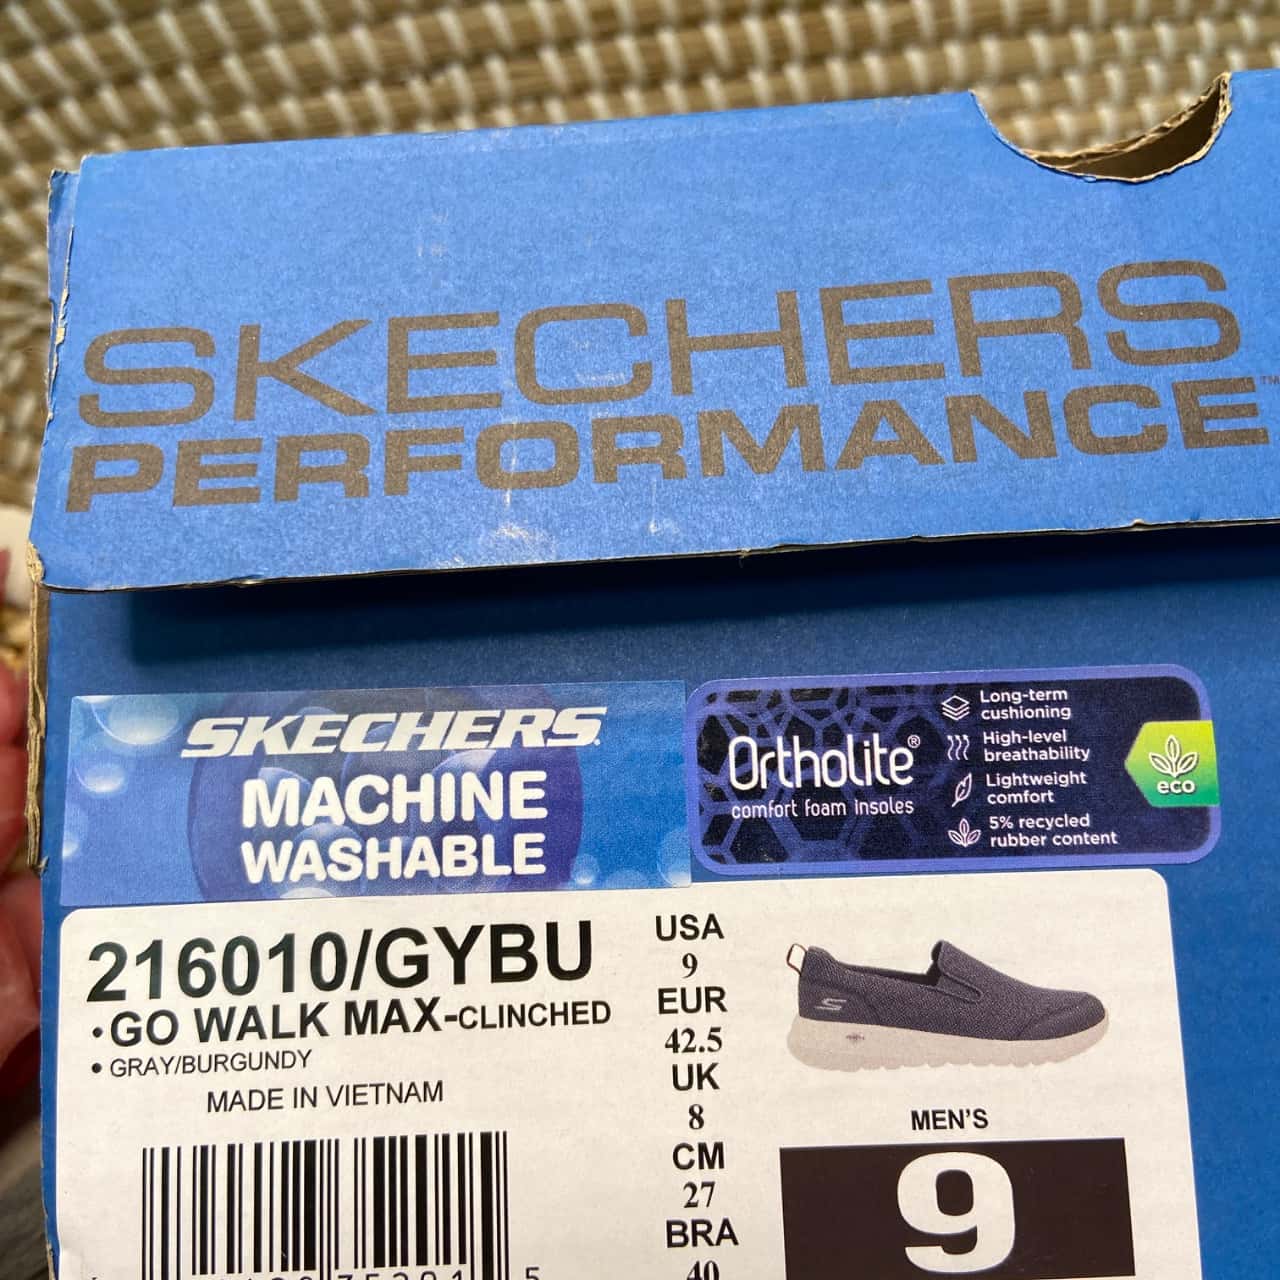 SKECHERS
PERFORMANCE™
SKECHERS.
MACHINE
WASHABLE
OrthoLite®
comfort foam insoles
Long-term
cushioning
High-level
breathability
Lightweight
comfort
5% recycled
rubber content
eco
216010/GYBU
•GO WALK MAX-CLINCHED
• GRAY/BURGUNDY
MADE IN VIETNAM
USA
9
EUR
42.5
UK
8
CM
27
BRA
40
S
MEN'S
9